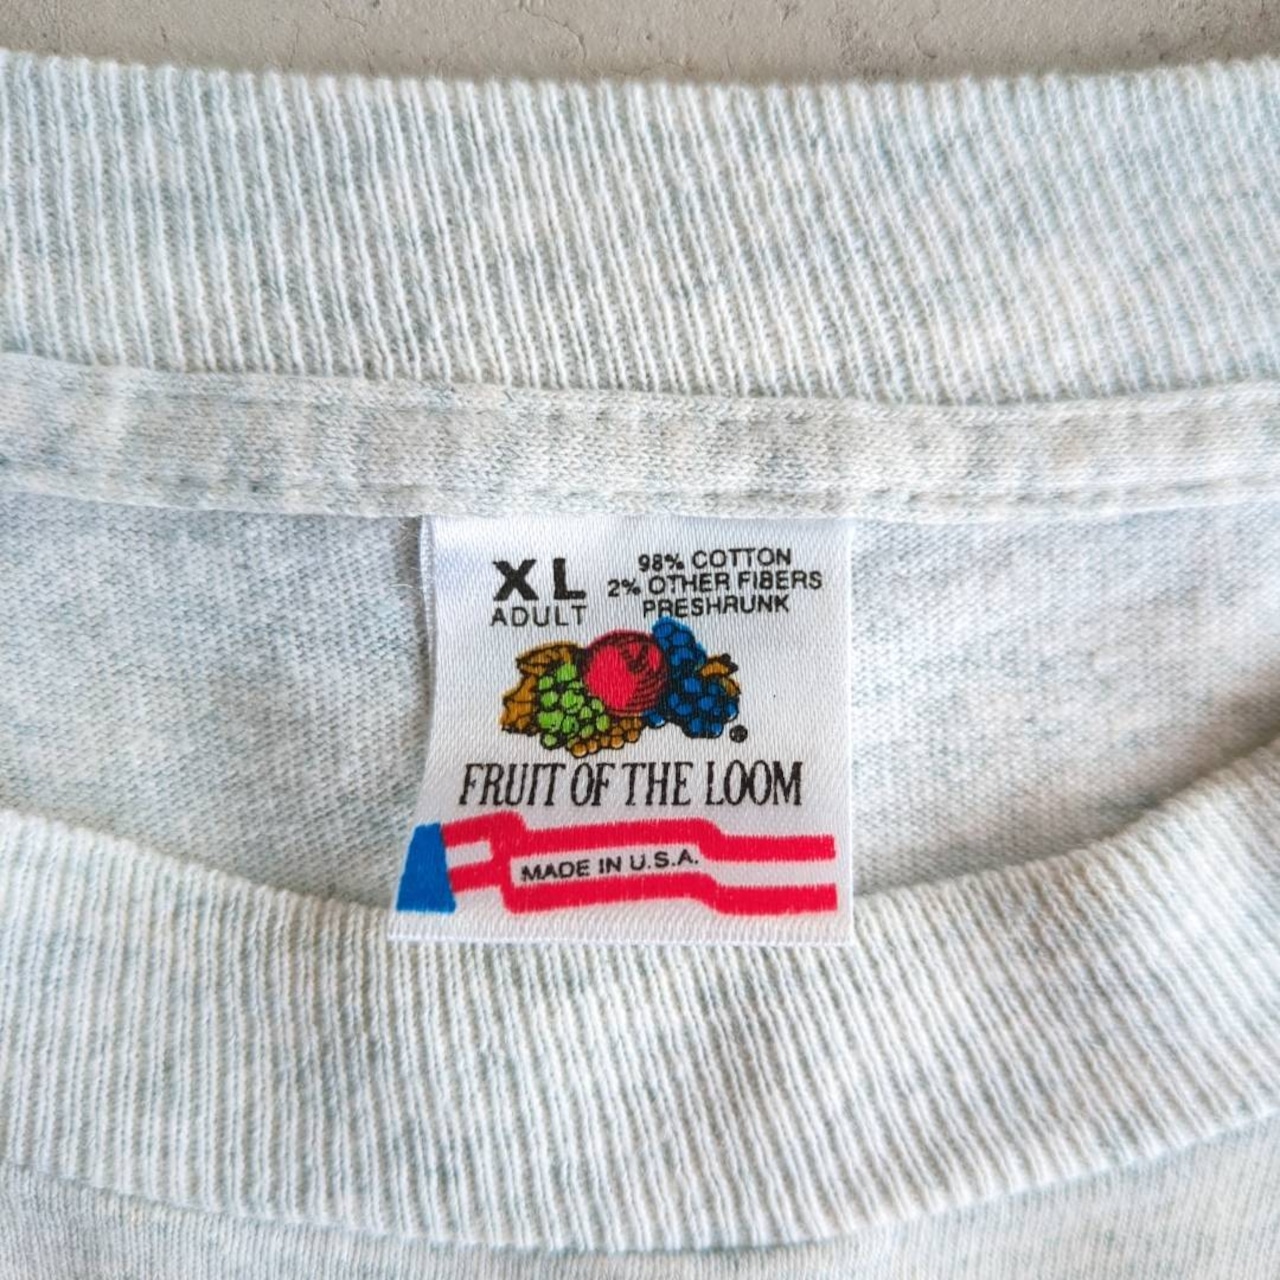 XL
ADULT
98% COTTON
2% OTHER FIBERS
PRESHRUNK
FRUIT OF THE LOOM
MADE IN U.S.A.